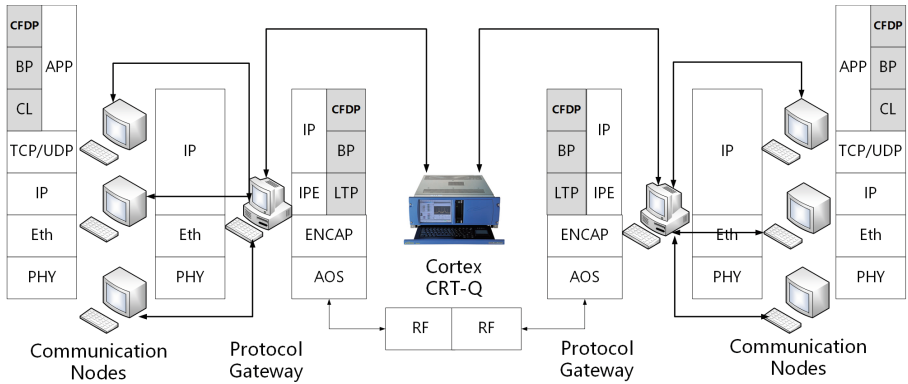 CFDP
BP
APP
CL
TCP/UDP
IP
Eth
PHY
Communication
Nodes
IP
Eth
PHY
Protocol
Gateway
IP
CFDP
BP
IPE
LTP
ENCAP
AOS
Cortex
CRT-Q
RF
RF
CFDP
BP
IP
LTP
IPE
ENCAP
AOS
Protocol
Gateway
IP
Eth
PHY
Communication
Nodes
APP
CFDP
BP
CL
TCP/UDP
IP
Eth
PHY